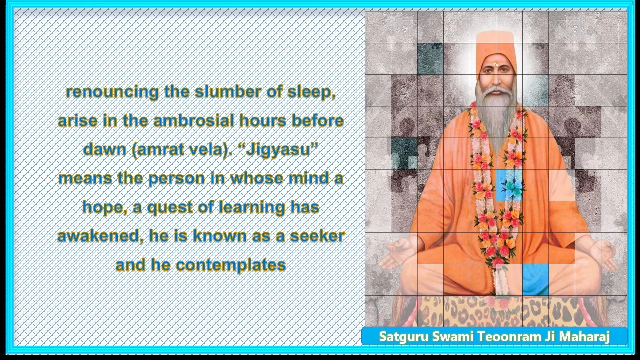 renouncing the slumber of sleep,
arise in the ambrosial hours before
dawn (amrat vela). “Jigyasu”
means the person in whose mind a
hope, a quest of learning has
awakened, he is known as a seeker
and he contemplates
Satguru Swami Teoonram Ji Maharaj